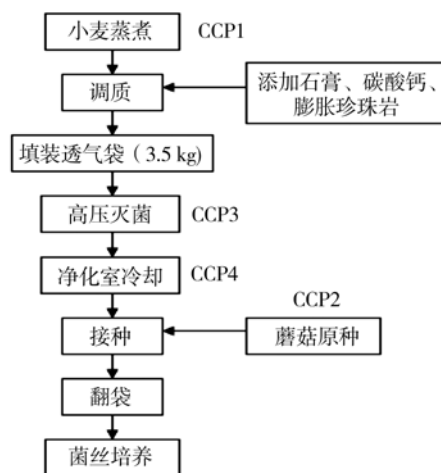 小麦蒸煮 CCP1
调质
添加石膏、碳酸钙、
膨胀珍珠岩
填装透气袋（3.5 kg)
高压灭菌 CCP3
净化室冷却 CCP4
CCP2
接种
蘑菇原种
翻袋
菌丝培养